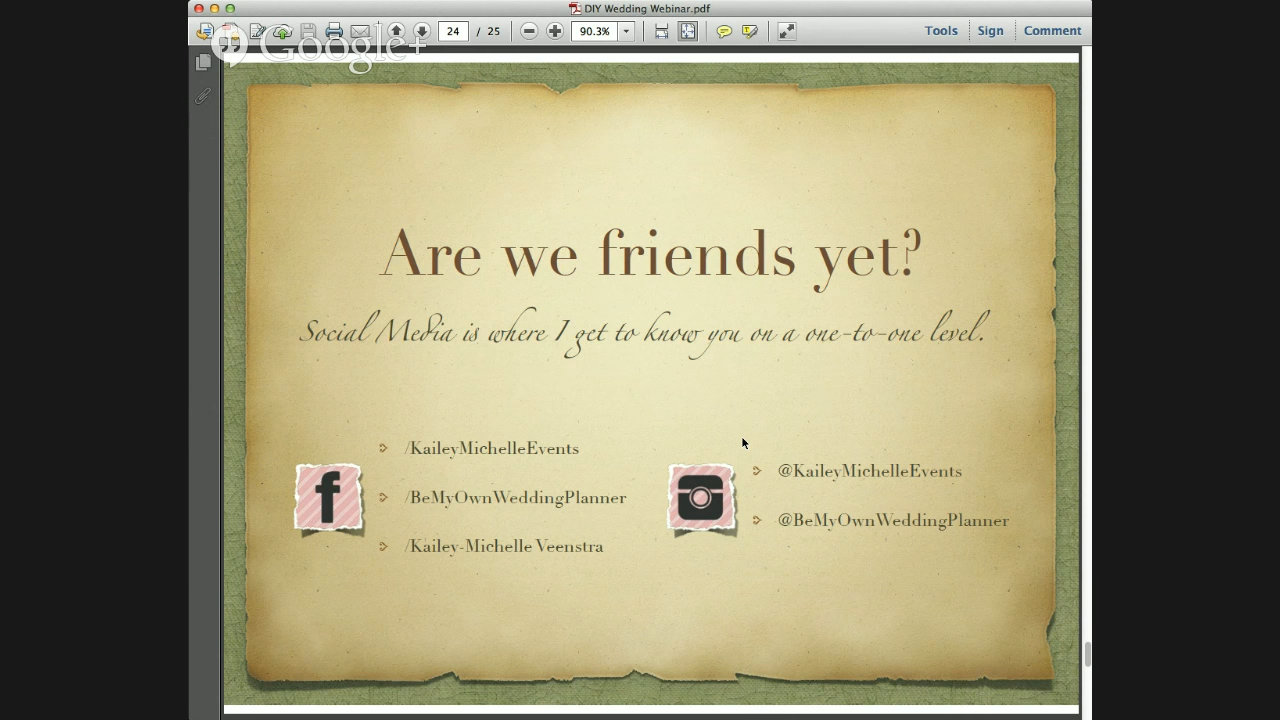 DIY Wedding Webinar.pdf
24 / 25
90.3%
Tools Sign Comment
Google+
Are we friends yet?
Social Media is where I get to know you on a one-to-one level.
/KaileyMichelleEvents
/BeMyOwnWeddingPlanner
/Kailey-Michelle Veenstra
@KaileyMichelleEvents
@BeMyOwnWeddingPlanner